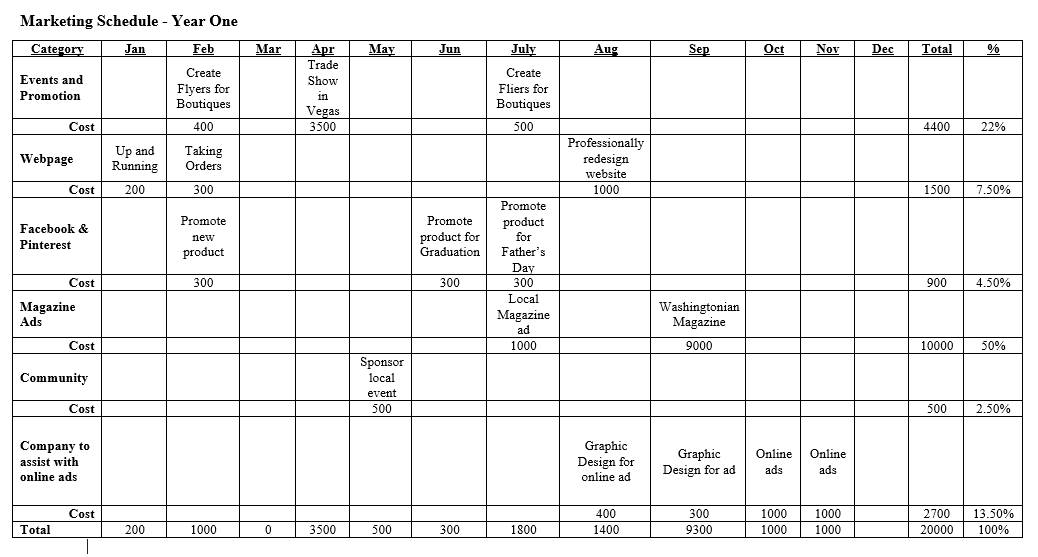 Marketing Schedule - Year One
Category Jan Feb Mar Apr May Jun July Aug Sep Oct Nov Dec Total %
Events and
Promotion
Create
Flyers for
Boutiques
Trade
Show
in
Vegas
Create
Fliers for
Boutiques
Cost 400 3500 500 4400 22%
Webpage
Up and
Running
Taking
Orders
Professionally
redesign
website
Cost 200 300 1000 1500 7.50%
Facebook &
Pinterest
Promote
new
product
Promote
product for
Graduation
Promote
product
for
Father's
Day
Cost 300 300 300 900 4.50%
Magazine
Ads
Local
Magazine
ad
Washingtonian
Magazine
Cost 1000 9000 10000 50%
Community
Sponsor
local
event
Cost 500 500 2.50%
Company to
assist with
online ads
Graphic
Design for
online ad
Graphic
Design for ad
Online
ads
Online
ads
Cost 400 300 1000 1000 2700 13.50%
Total 200 1000 0 3500 500 300 1800 1400 9300 1000 1000 20000 100%